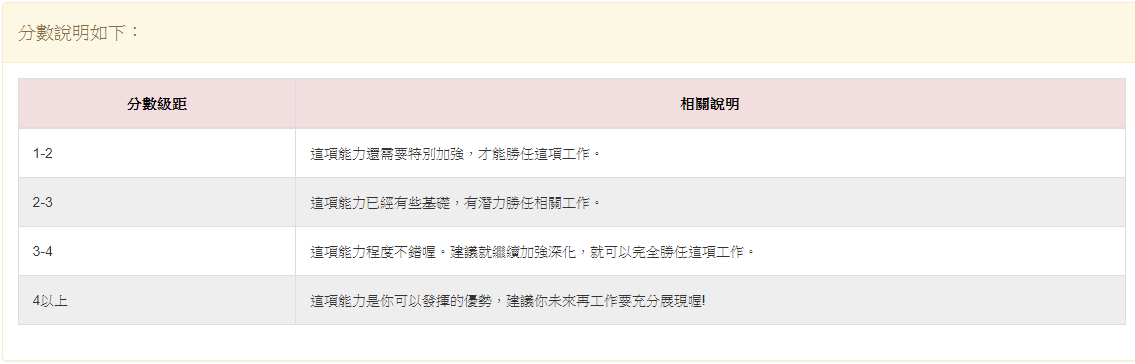 分數說明如下：
分數級距 相關說明
1-2 這項能力還需要特別加強，才能勝任這項工作。
2-3 這項能力已經有些基礎，有潛力勝任相關工作。
3-4 這項能力程度不錯喔。建議就繼續加強深化，就可以完全勝任這項工作。
4以上 這項能力是你可以發揮的優勢，建議你未來再工作要充分展現喔!